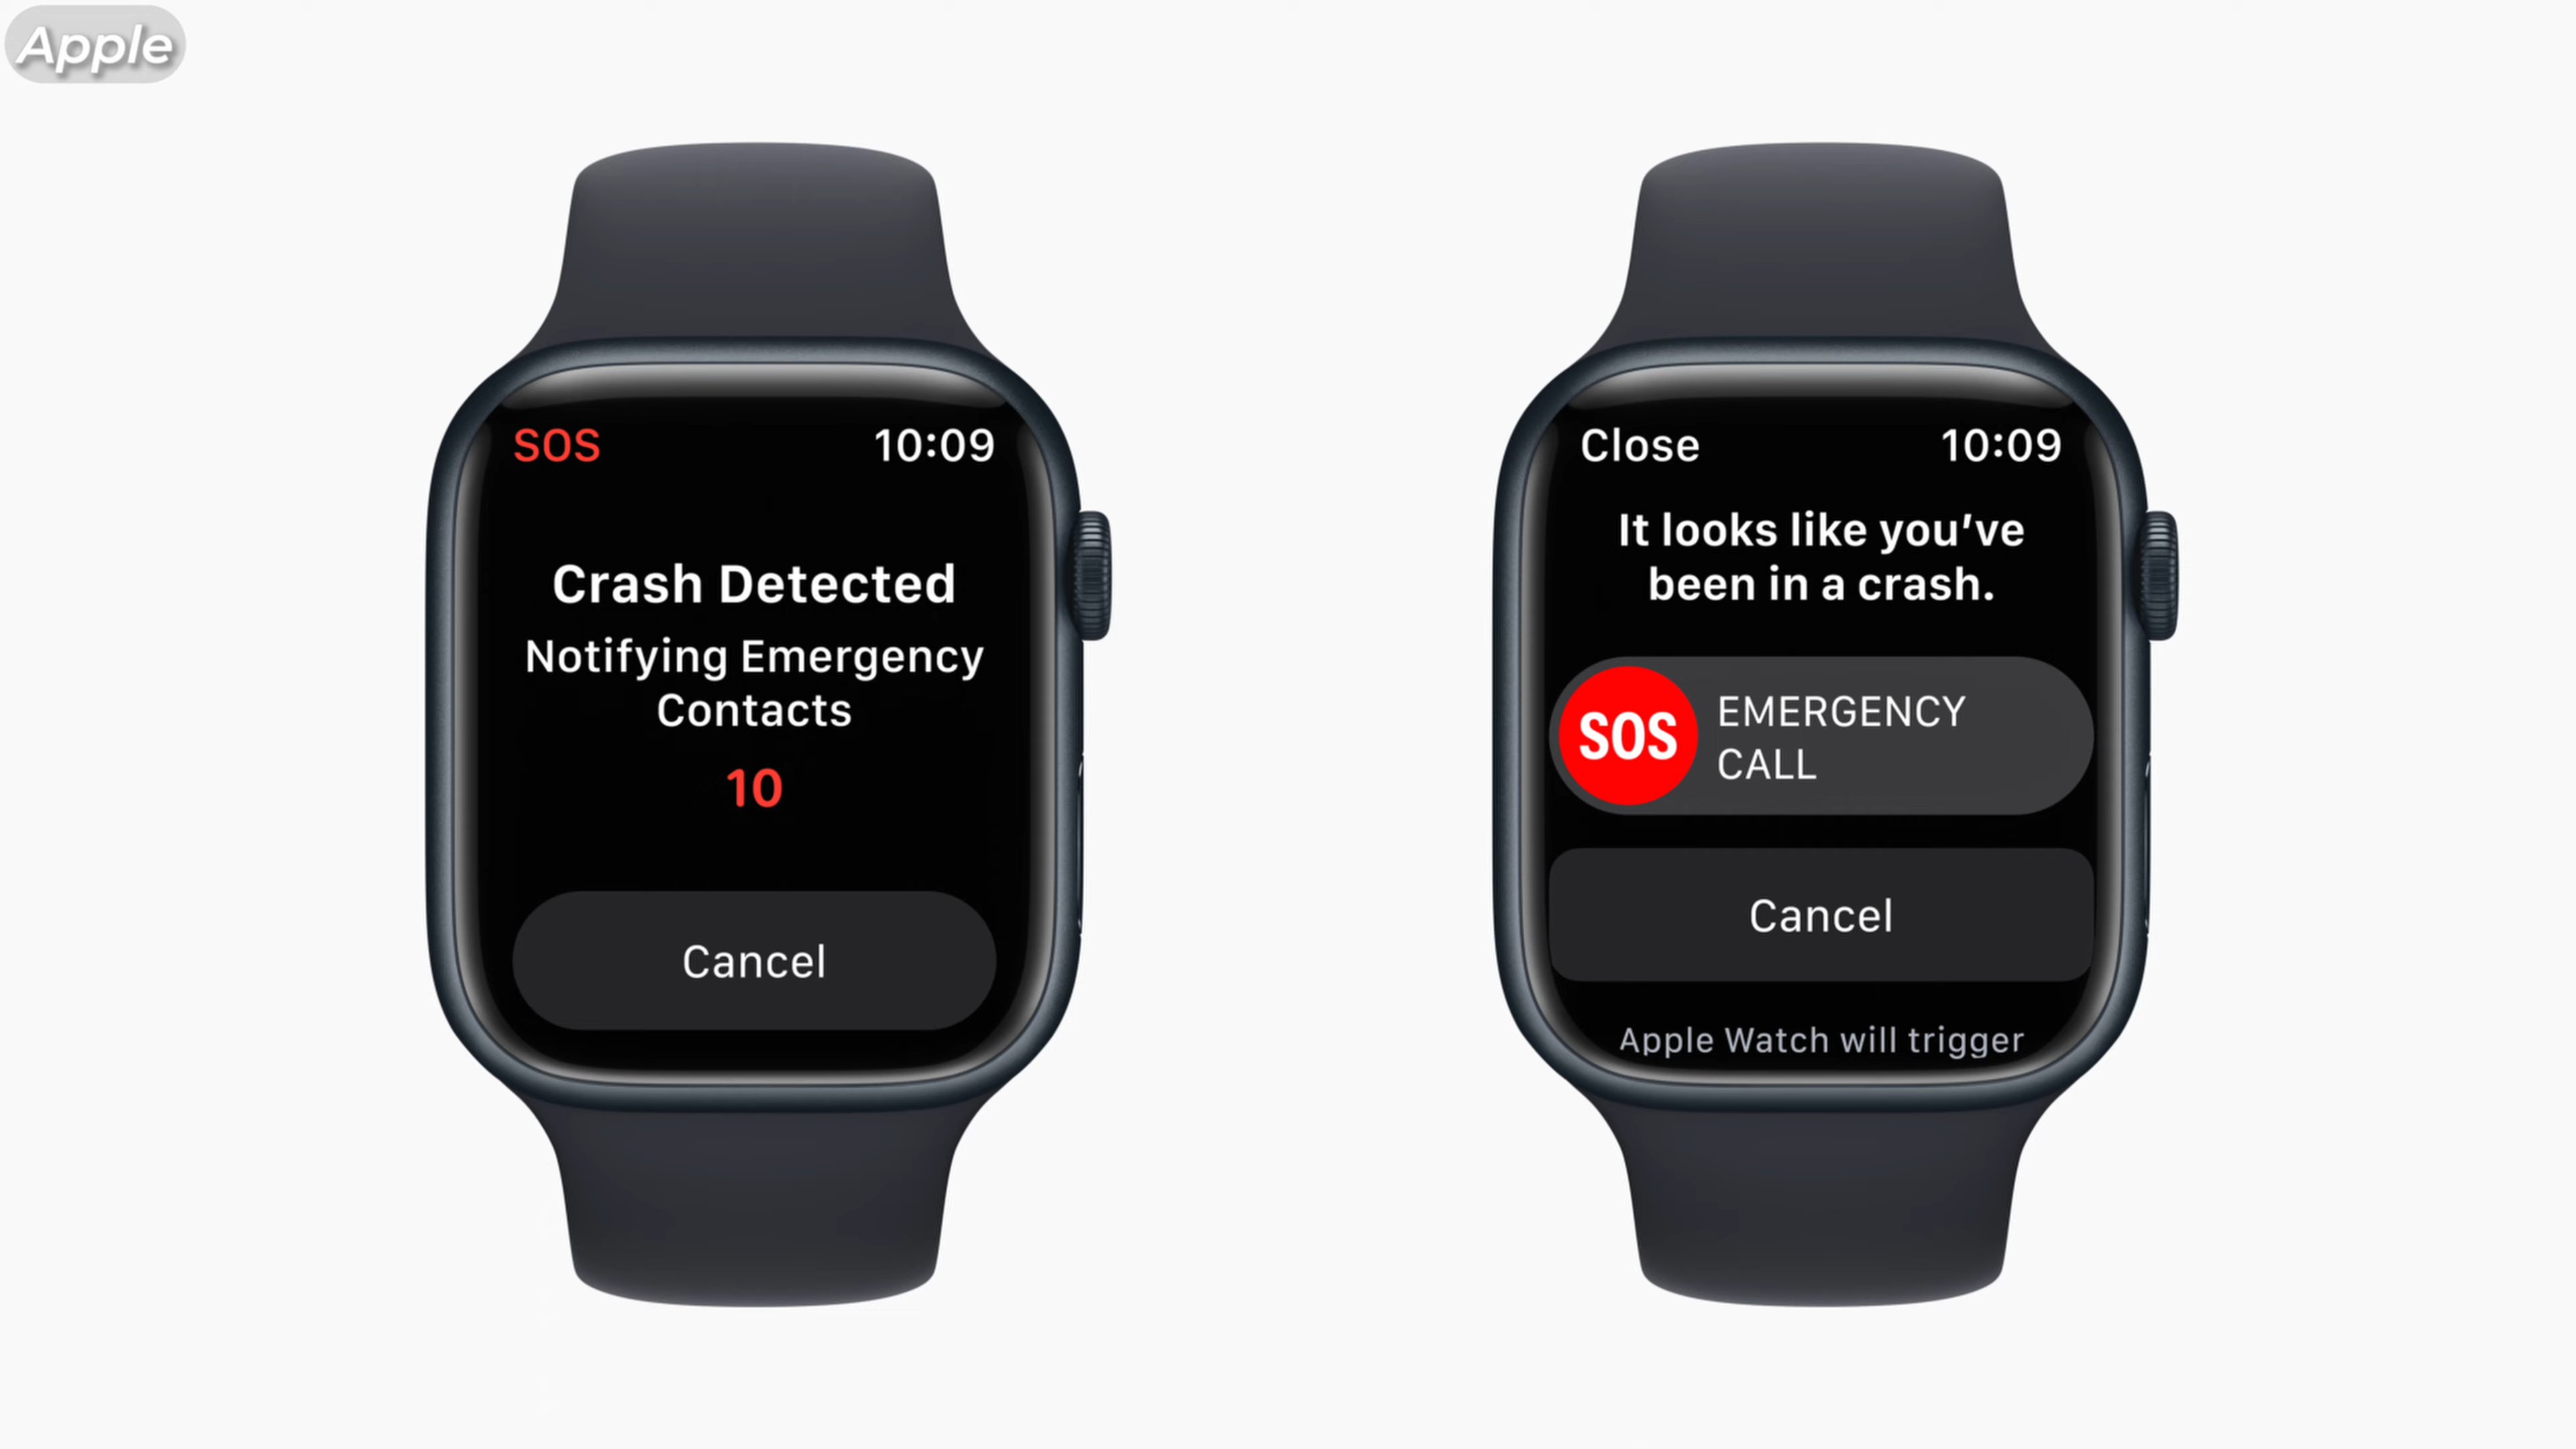 Apple
SOS 10:09
Crash Detected
Notifying Emergency
Contacts
10
Cancel
Close 10:09
It looks like you’ve
been in a crash.
SOS EMERGENCY
CALL
Cancel
Apple Watch will trigger